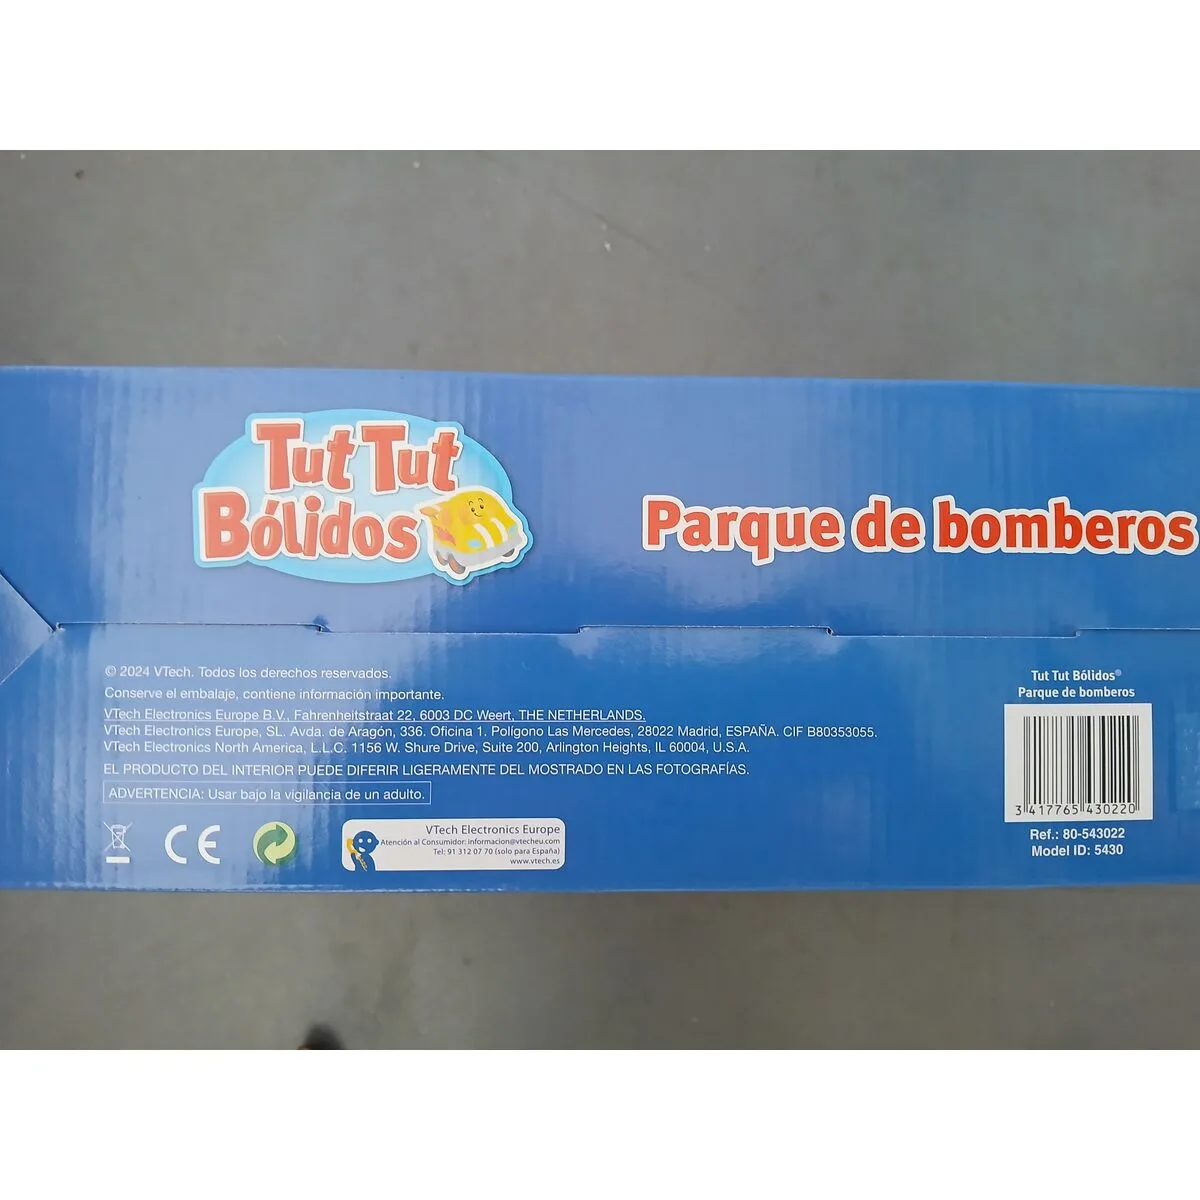 Tut Tut
Bólidos
Parque de bomberos
© 2024 VTech. Todos los derechos reservados.
Conserve el embalaje, contiene información importante.
VTech Electronics Europe B.V., Fahrenheitstraat 22, 6003 DC Weert, THE NETHERLANDS.
VTech Electronics Europe, SL. Avda. de Aragón, 336. Oficina 1. Polígono Las Mercedes, 28022 Madrid, ESPAÑA. CIF B80353055.
VTech Electronics North America, L.L.C. 1156 W. Shure Drive, Suite 200, Arlington Heights, IL 60004, U.S.A.
EL PRODUCTO DEL INTERIOR PUEDE DIFERIR LIGERAMENTE DEL MOSTRADO EN LAS FOTOGRAFÍAS.
ADVERTENCIA: Usar bajo la vigilancia de un adulto.
CE
VTech Electronics Europe
Atención al Consumidor: informacion@vtecheu.com
Tel: 91 312 07 70 (solo para España)
www.vtech.es
Tut Tut Bólidos®
Parque de bomberos
3 417765 430220
Ref.: 80-543022
Model ID: 5430